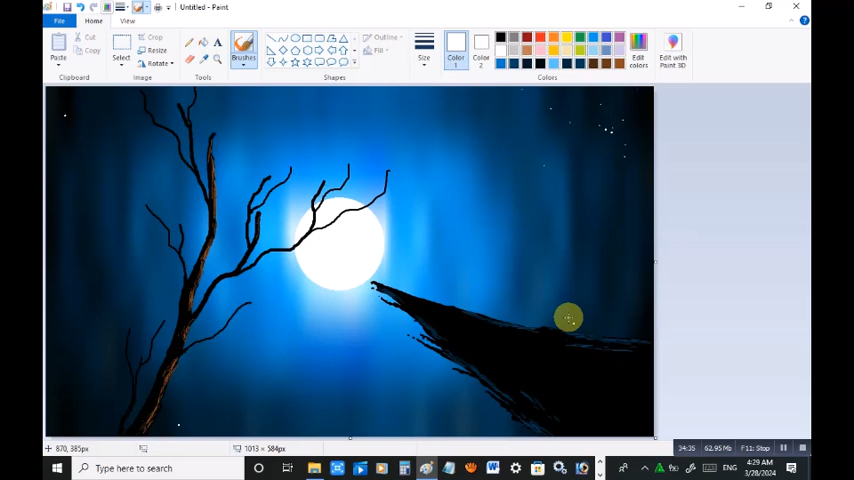 Untitled - Paint
File Home View
Paste
Cut
Copy
Clipboard
Select
Crop
Resize
Rotate
Image
Tools
Brushes
Shapes
Outline
Fill
Size
Color 1
Color 2
Colors
Edit colors
Edit with Paint 3D
870, 385px
1013 × 584px
34:35 62.95 MB F11: Stop
Type here to search
ENG
4:29 AM
3/28/2024